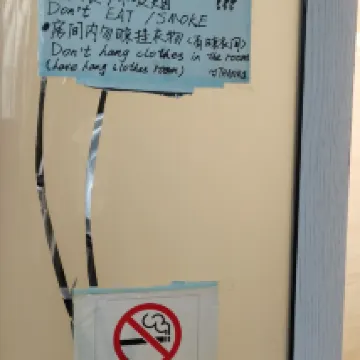 Don't EAT / SMOKE !!!
•房间内勿晾挂衣物(有晾衣间)
Don't hang clothes in the room
(have hang clothes room) THANKS